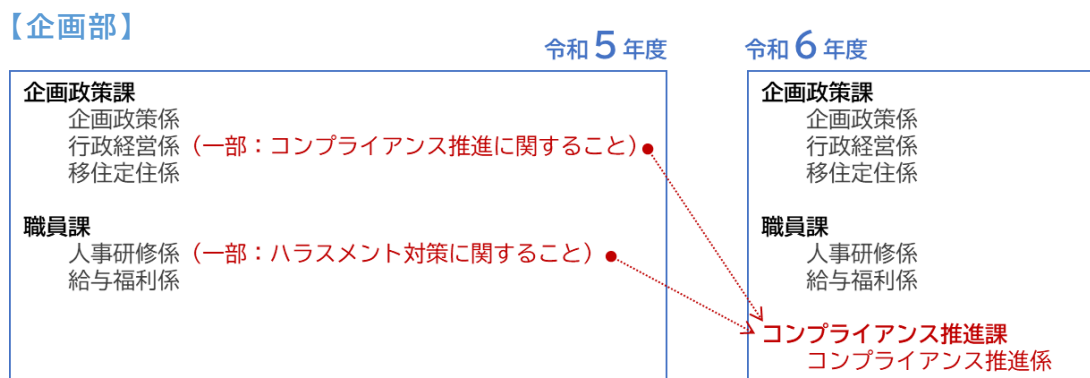 【企画部】
令和5年度
企画政策課
企画政策係
行政経営係(一部:コンプライアンス推進に関すること)
移住定住係
職員課
人事研修係(一部:ハラスメント対策に関すること)
給与福利係
令和6年度
企画政策課
企画政策係
行政経営係
移住定住係
職員課
人事研修係
給与福利係
コンプライアンス推進課
コンプライアンス推進係